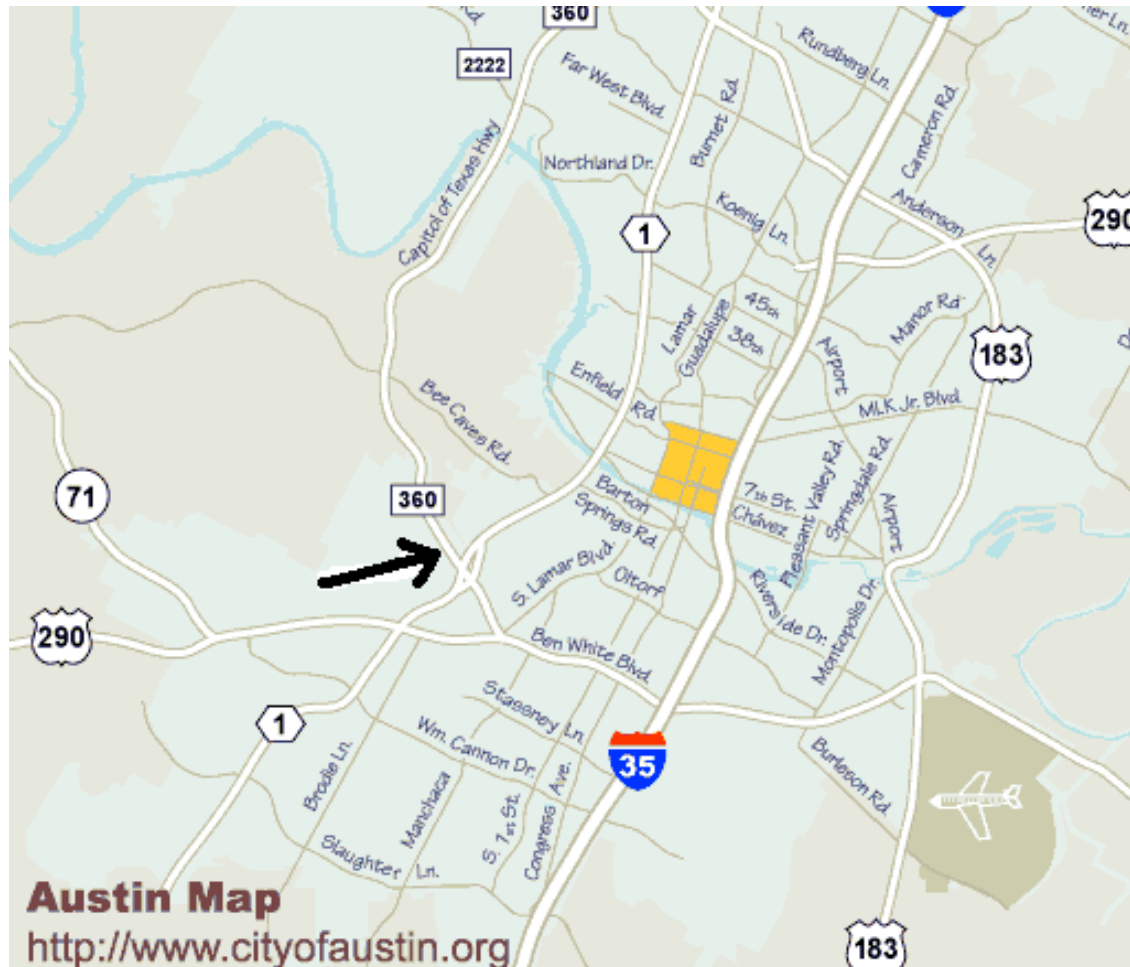 360
2222
Rd.
Far West Blvd.
Rundberg Ln.
ner Ln.
Burnet Rd.
Cameron Rd.
Northland Dr.
Capitol of Texas Hwy
Koenig Ln.
Anderson Ln.
290
1
45th
38th
Lamar
Guadalupe
Manor Rd
Airport
183
Enfield Rd.
Bee Caves Rd.
MLK Jr. Blvd.
71
360
Barton
Springs Rd.
7th St.
Chávez
Pleasant Valley Rd.
Springdale Rd.
Airport
S. Lamar Blvd.
Oltorf
Riverside Dr.
Montopolis Dr.
290
Ben White Blvd.
1
Stassney Ln.
Wm. Cannon Dr.
35
Burleson Rd.
Brodie Ln.
Manchaca
S. 1st St.
Congress Ave.
Slaughter Ln.
Austin Map
http://www.cityofaustin.org
183